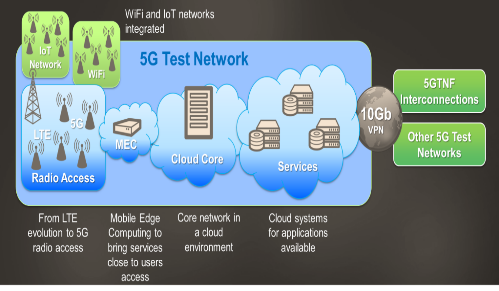 WiFi and IoT networks
integrated
IoT
Network
WiFi
5G Test Network
5G
LTE
Radio Access
MEC
Cloud Core
Services
10Gb
VPN
5GTNF
Interconnections
Other 5G Test
Networks
From LTE
evolution to 5G
radio access
Mobile Edge
Computing to
bring services
close to users
access
Core network in
a cloud
environment
Cloud systems
for applications
available